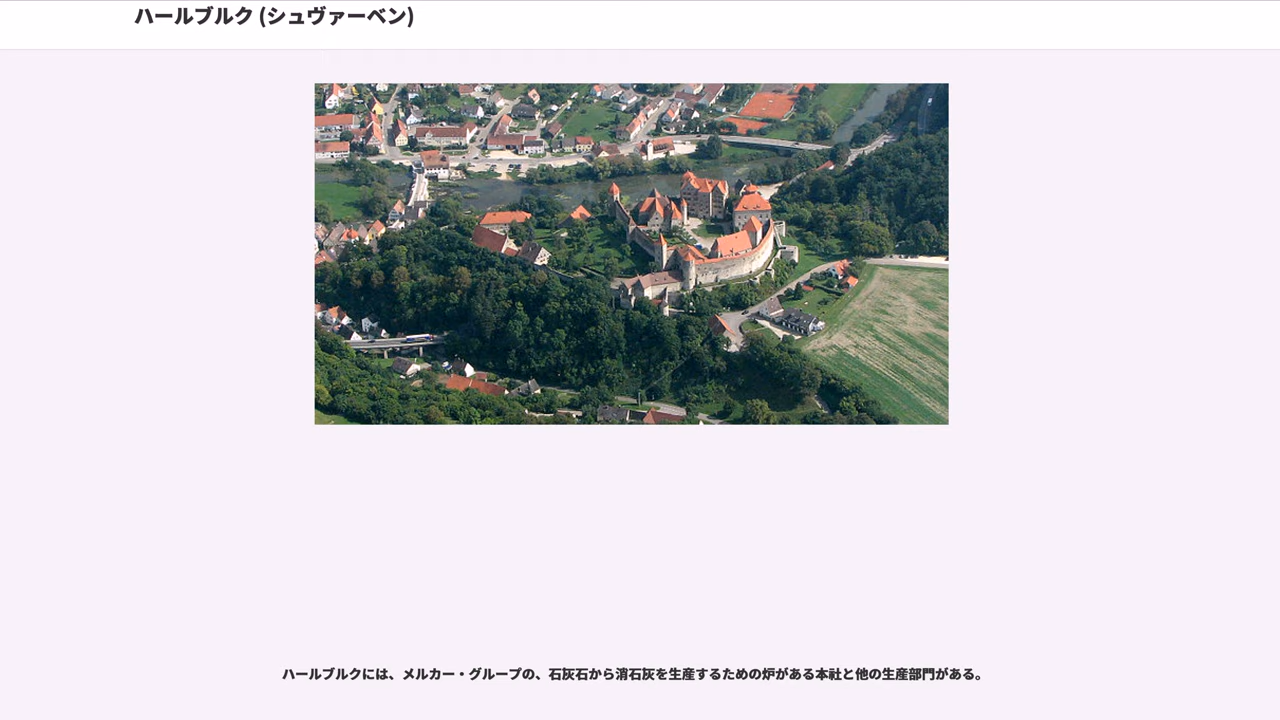 ハールブルク (シュヴァーベン)
ハールブルクには、メルカー・グループの、石灰石から消石灰を生産するための炉がある本社と他の生産部門がある。